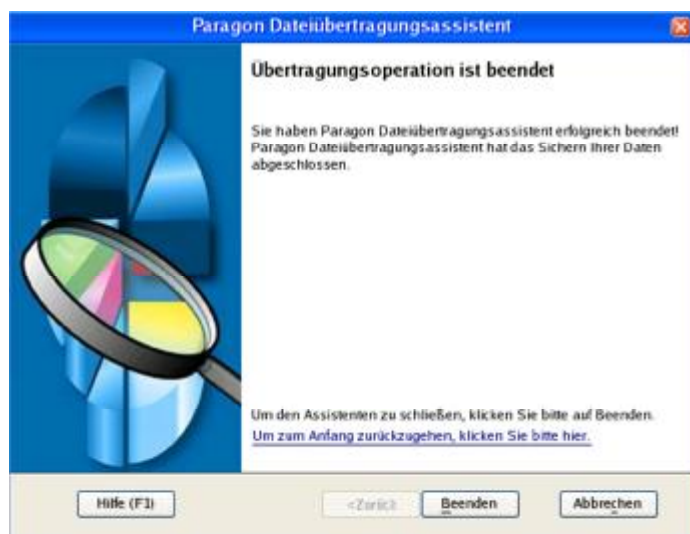 Paragon Dateiübertragungsassistent
Übertragungsoperation ist beendet
Sie haben Paragon Dateiübertragungsassistent erfolgreich beendet!
Paragon Dateiübertragungsassistent hat das Sichern Ihrer Daten
abgeschlossen.
Um den Assistenten zu schließen, klicken Sie bitte auf Beenden.
Um zum Anfang zurückzugehen, klicken Sie bitte hier.
Hilfe (F1)
<Zurück
Beenden
Abbrechen